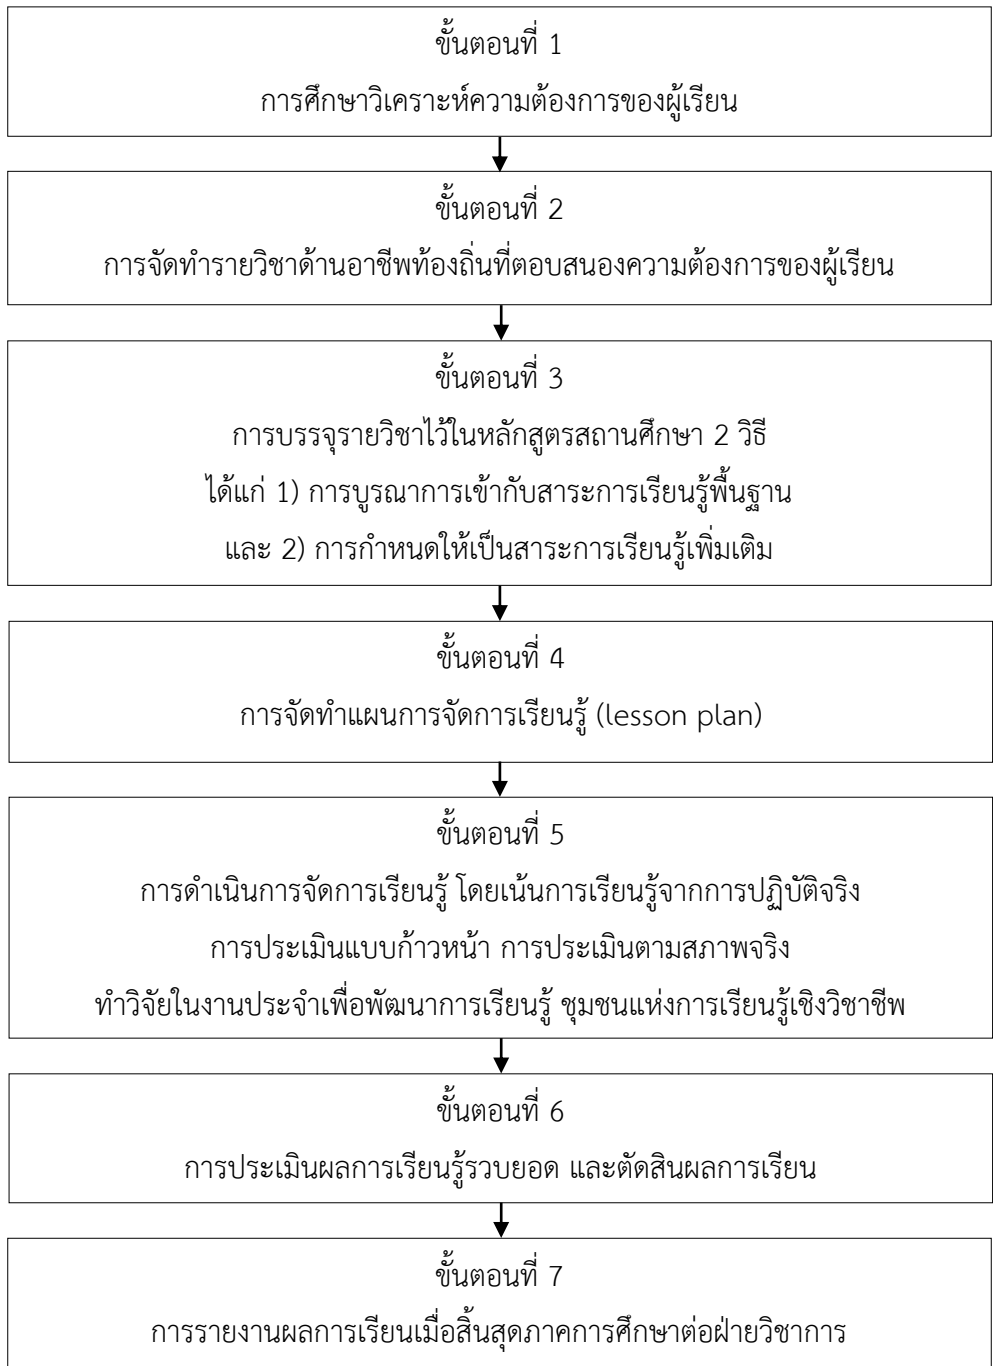 ขั้นตอนที่ 1
การศึกษาวิเคราะห์ความต้องการของผู้เรียน
ขั้นตอนที่ 2
การจัดทำรายวิชาด้านอาชีพท้องถิ่นที่ตอบสนองความต้องการของผู้เรียน
ขั้นตอนที่ 3
การบรรจุรายวิชาไว้ในหลักสูตรสถานศึกษา 2 วิธี
ได้แก่ 1) การบูรณาการเข้ากับสาระการเรียนรู้พื้นฐาน
และ 2) การกำหนดให้เป็นสาระการเรียนรู้เพิ่มเติม
ขั้นตอนที่ 4
การจัดทำแผนการจัดการเรียนรู้ (lesson plan)
ขั้นตอนที่ 5
การดำเนินการจัดการเรียนรู้ โดยเน้นการเรียนรู้จากการปฏิบัติจริง
การประเมินแบบก้าวหน้า การประเมินตามสภาพจริง
ทำวิจัยในงานประจำเพื่อพัฒนาการเรียนรู้ ชุมชนแห่งการเรียนรู้เชิงวิชาชีพ
ขั้นตอนที่ 6
การประเมินผลการเรียนรู้รวบยอด และตัดสินผลการเรียน
ขั้นตอนที่ 7
การรายงานผลการเรียนเมื่อสิ้นสุดภาคการศึกษาต่อฝ่ายวิชาการ